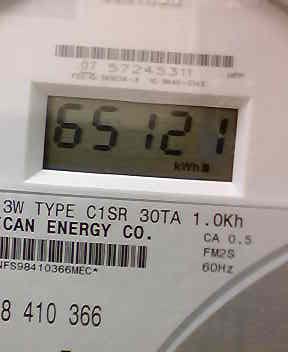 07 57245311
65121
kWh
3W TYPE C1SR 30TA 1.0Kh
CAN ENERGY CO.
CA 0.5
FM2S
60Hz
NFS98410366MEC*
8 410 366